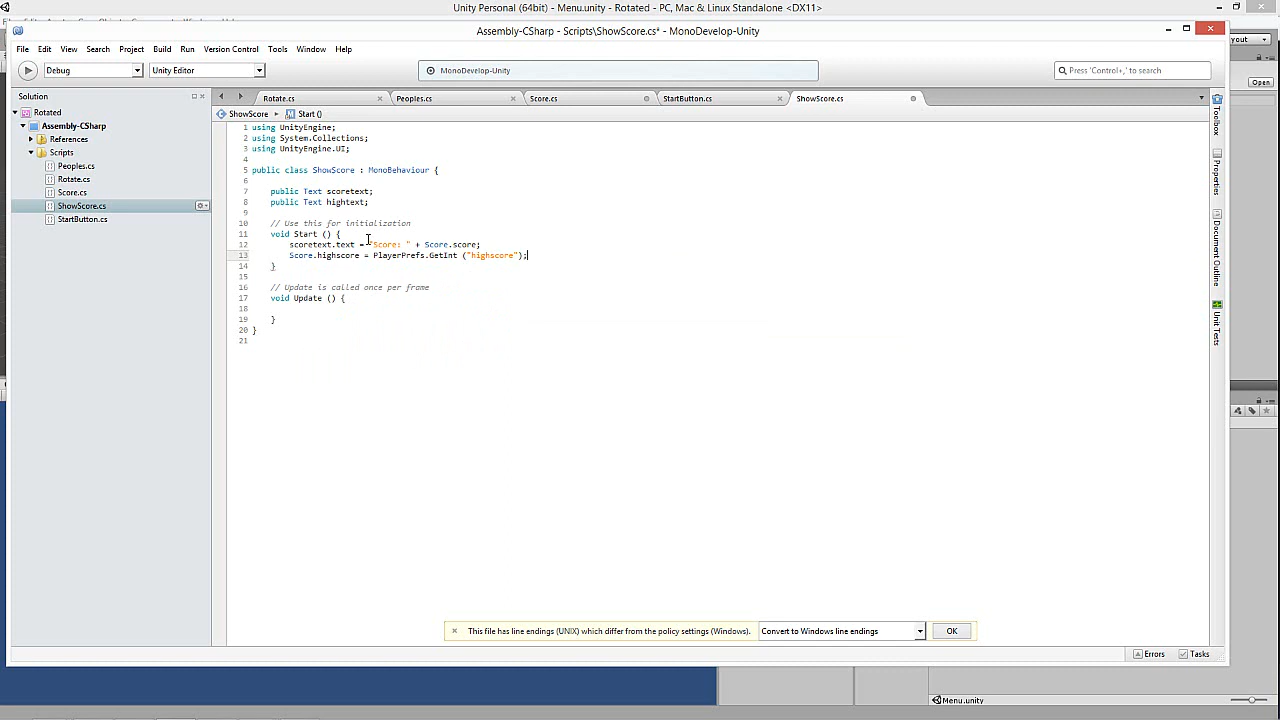 Unity Personal (64bit) - Menu.unity - Rotated - PC, Mac & Linux Standalone <DX11>
Assembly-CSharp - Scripts\ShowScore.cs* - MonoDevelop-Unity
File Edit View Search Project Build Run Version Control Tools Window Help
Debug Unity Editor MonoDevelop-Unity Press 'Control+,' to search
Solution
Rotate.cs Peoples.cs Score.cs StartButton.cs ShowScore.cs
Open
Rotated
Assembly-CSharp
References
Scripts
Peoples.cs
Rotate.cs
Score.cs
ShowScore.cs
StartButton.cs
ShowScore Start ()
1 using UnityEngine;
2 using System.Collections;
3 using UnityEngine.UI;
4
5 public class ShowScore : MonoBehaviour {
6
7 public Text scoretext;
8 public Text hightext;
9
10 // Use this for initialization
11 void Start () {
12 scoretext.text = "Score: " + Score.score;
13 Score.highscore = PlayerPrefs.GetInt ("highscore");
14 }
15
16 // Update is called once per frame
17 void Update () {
18
19 }
20 }
21
Toolbox
Properties
Document Outline
Unit Tests
This file has line endings (UNIX) which differ from the policy settings (Windows). Convert to Windows line endings OK
Errors Tasks
Menu.unity